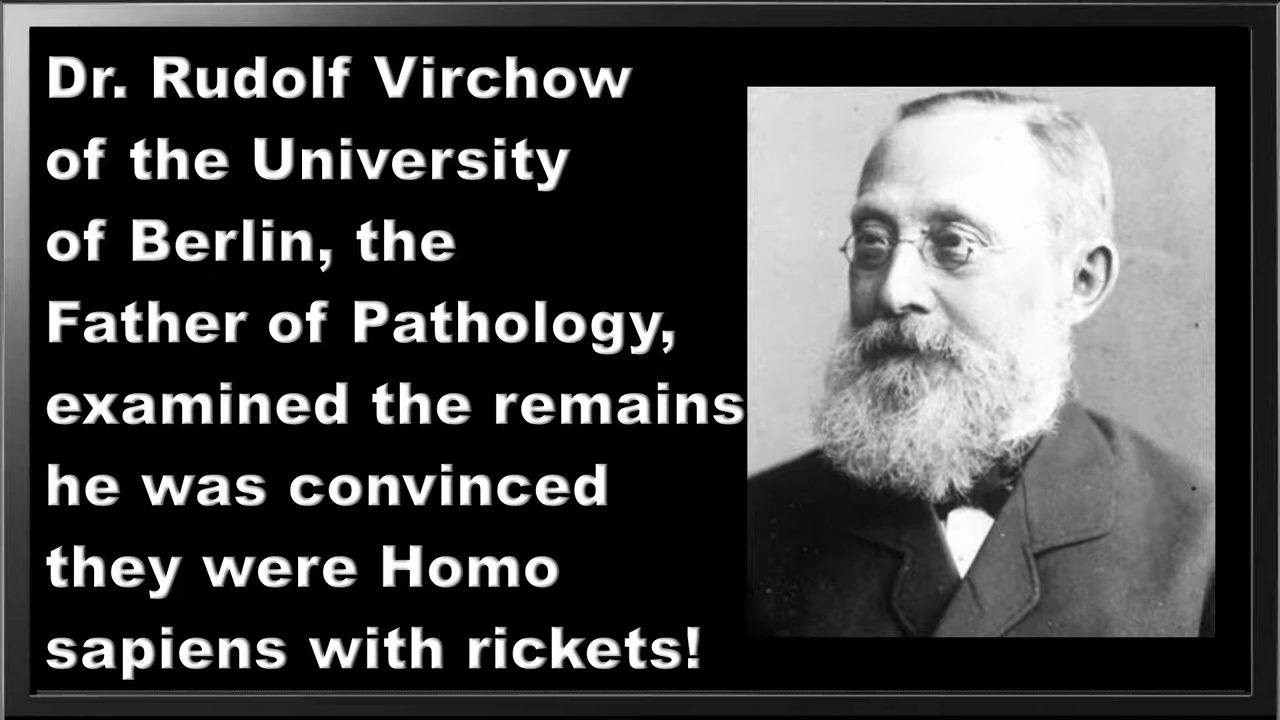 Dr. Rudolf Virchow
of the University
of Berlin, the
Father of Pathology,
examined the remains
he was convinced
they were Homo
sapiens with rickets!